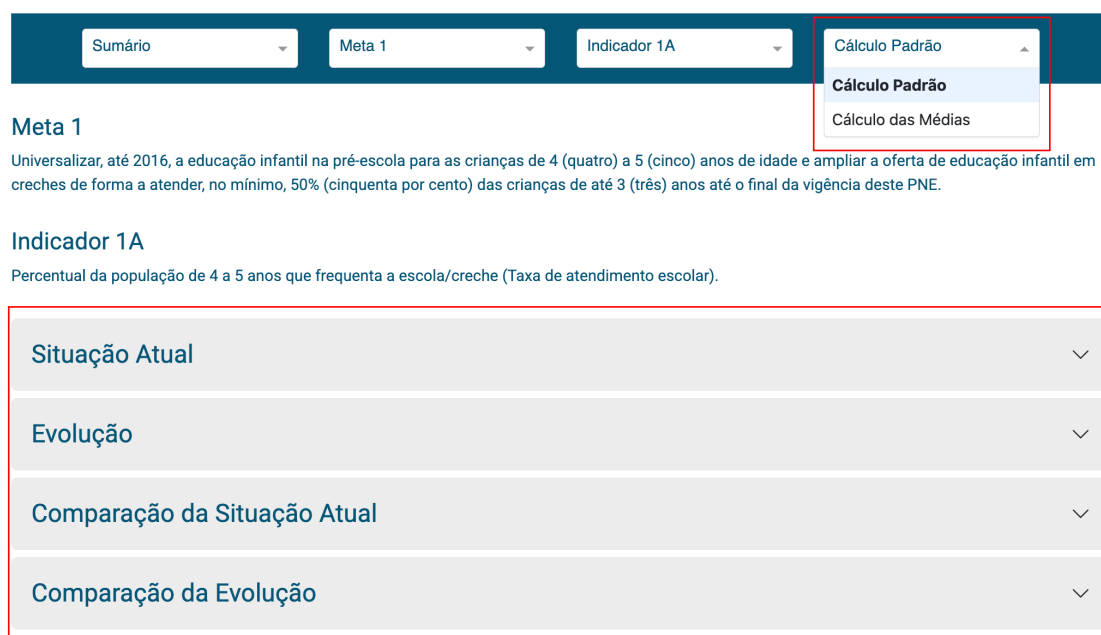 Sumário
Meta 1
Indicador 1A
Cálculo Padrão
Cálculo Padrão
Cálculo das Médias
Meta 1
Universalizar, até 2016, a educação infantil na pré-escola para as crianças de 4 (quatro) a 5 (cinco) anos de idade e ampliar a oferta de educação infantil em
creches de forma a atender, no mínimo, 50% (cinquenta por cento) das crianças de até 3 (três) anos até o final da vigência deste PNE.
Indicador 1A
Percentual da população de 4 a 5 anos que frequenta a escola/creche (Taxa de atendimento escolar).
Situação Atual
Evolução
Comparação da Situação Atual
Comparação da Evolução